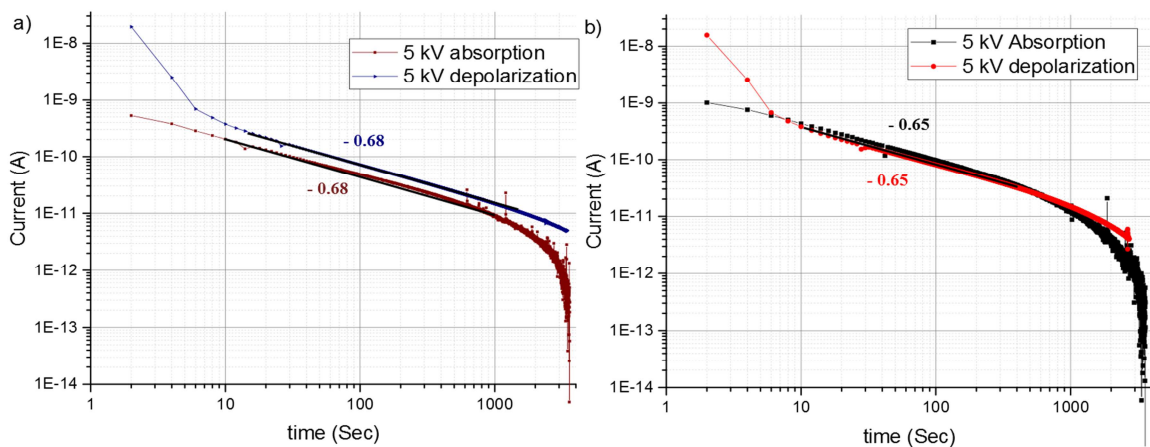 a)
5 kV absorption
5 kV depolarization
- 0.68
- 0.68
1E-8
1E-9
1E-10
1E-11
1E-12
1E-13
1E-14
Current (A)
1
10
100
1000
time (Sec)
b)
5 kV Absorption
5 kV depolarization
- 0.65
- 0.65
1E-8
1E-9
1E-10
1E-11
1E-12
1E-13
1E-14
Current (A)
1
10
100
1000
time (Sec)